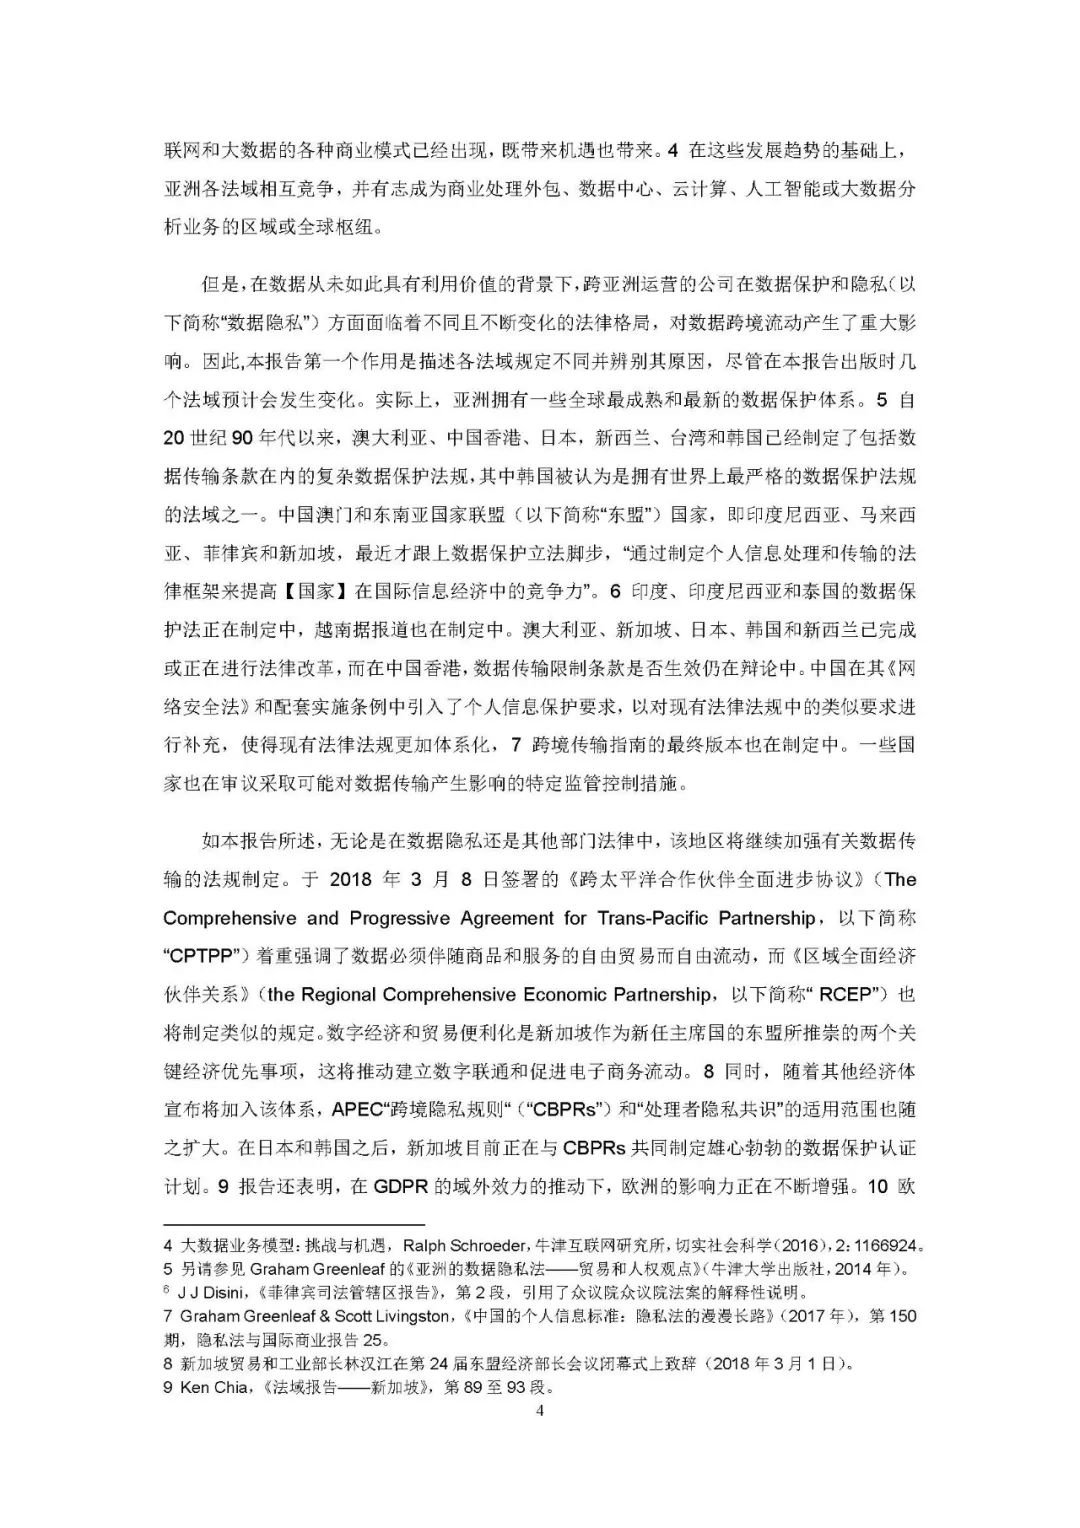 联网和大数据的各种商业模式已经出现，既带来机遇也带来。4 在这些发展趋势的基础上，
亚洲各法域相互竞争，并有志成为商业处理外包、数据中心、云计算、人工智能或大数据分
析业务的区域或全球枢纽。
但是，在数据从未如此具有利用价值的背景下，跨亚洲运营的公司在数据保护和隐私（以
下简称“数据隐私”）方面面临着不同且不断变化的法律格局，对数据跨境流动产生了重大影
响。因此,本报告第一个作用是描述各法域规定不同并辨别其原因，尽管在本报告出版时几
个法域预计会发生变化。实际上，亚洲拥有一些全球最成熟和最新的数据保护体系。5 自
20 世纪 90 年代以来，澳大利亚、中国香港、日本，新西兰、台湾和韩国已经制定了包括数
据传输条款在内的复杂数据保护法规，其中韩国被认为是拥有世界上最严格的数据保护法规
的法域之一。中国澳门和东南亚国家联盟（以下简称“东盟”）国家，即印度尼西亚、马来西
亚、菲律宾和新加坡，最近才跟上数据保护立法脚步，“通过制定个人信息处理和传输的法
律框架来提高【国家】在国际信息经济中的竞争力”。6 印度、印度尼西亚和泰国的数据保
护法正在制定中，越南据报道也在制定中。澳大利亚、新加坡、日本、韩国和新西兰已完成
或正在进行法律改革，而在中国香港，数据传输限制条款是否生效仍在辩论中。中国在其《网
络安全法》和配套实施条例中引入了个人信息保护要求，以对现有法律法规中的类似要求进
行补充，使得现有法律法规更加体系化，7 跨境传输指南的最终版本也在制定中。一些国
家也在审议采取可能对数据传输产生影响的特定监管控制措施。
如本报告所述，无论是在数据隐私还是其他部门法律中，该地区将继续加强有关数据传
输的法规制定。于 2018 年 3 月 8 日签署的《跨太平洋合作伙伴全面进步协议》（The
Comprehensive and Progressive Agreement for Trans-Pacific Partnership，以下简称
“CPTPP”）着重强调了数据必须伴随商品和服务的自由贸易而自由流动，而《区域全面经济
伙伴关系》（the Regional Comprehensive Economic Partnership，以下简称“ RCEP”）也
将制定类似的规定。数字经济和贸易便利化是新加坡作为新任主席国的东盟所推崇的两个关
键经济优先事项，这将推动建立数字联通和促进电子商务流动。8 同时，随着其他经济体
宣布将加入该体系，APEC“跨境隐私规则“（“CBPRs”）和“处理者隐私共识”的适用范围也随
之扩大。在日本和韩国之后，新加坡目前正在与 CBPRs 共同制定雄心勃勃的数据保护认证
计划。9 报告还表明，在 GDPR 的域外效力的推动下，欧洲的影响力正在不断增强。10 欧
4 大数据业务模型：挑战与机遇，Ralph Schroeder，牛津互联网研究所，切实社会科学（2016），2：1166924。
5 另请参见 Graham Greenleaf 的《亚洲的数据隐私法——贸易和人权观点》（牛津大学出版社，2014 年）。
6 J J Disini，《菲律宾司法管辖区报告》，第 2 段，引用了众议院众议院法案的解释性说明。
7 Graham Greenleaf & Scott Livingston，《中国的个人信息标准：隐私法的漫漫长路》（2017 年），第 150
期，隐私法与国际商业报告 25。
8 新加坡贸易和工业部长林汉江在第 24 届东盟经济部长会议闭幕式上致辞（2018 年 3 月 1 日）。
9 Ken Chia，《法域报告——新加坡》，第 89 至 93 段。
4